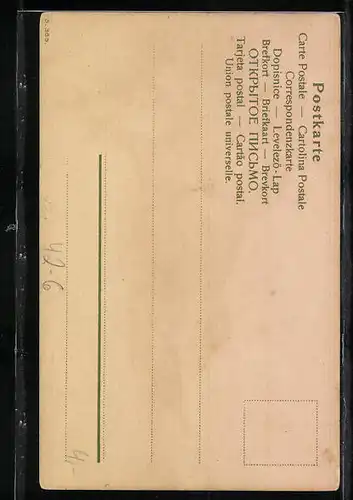 Postkarte
Carte Postale — Cartolina Postale
Correspondenzkarte
Dopisnice — Levelező-Lap
Brefkort — Briefkaart — Brevkort
ОТКРЫТОЕ ПИСЬМО.
Tarjeta postal — Cartão postal.
Union postale universelle.
42-6